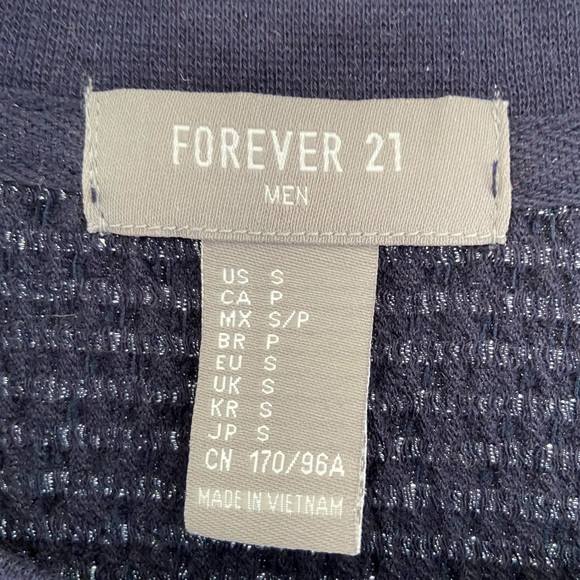 FOREVER 21
MEN
US S
CA P
MX S/P
BR P
EU S
UK S
KR S
JP S
CN 170/96A
MADE IN VIETNAM